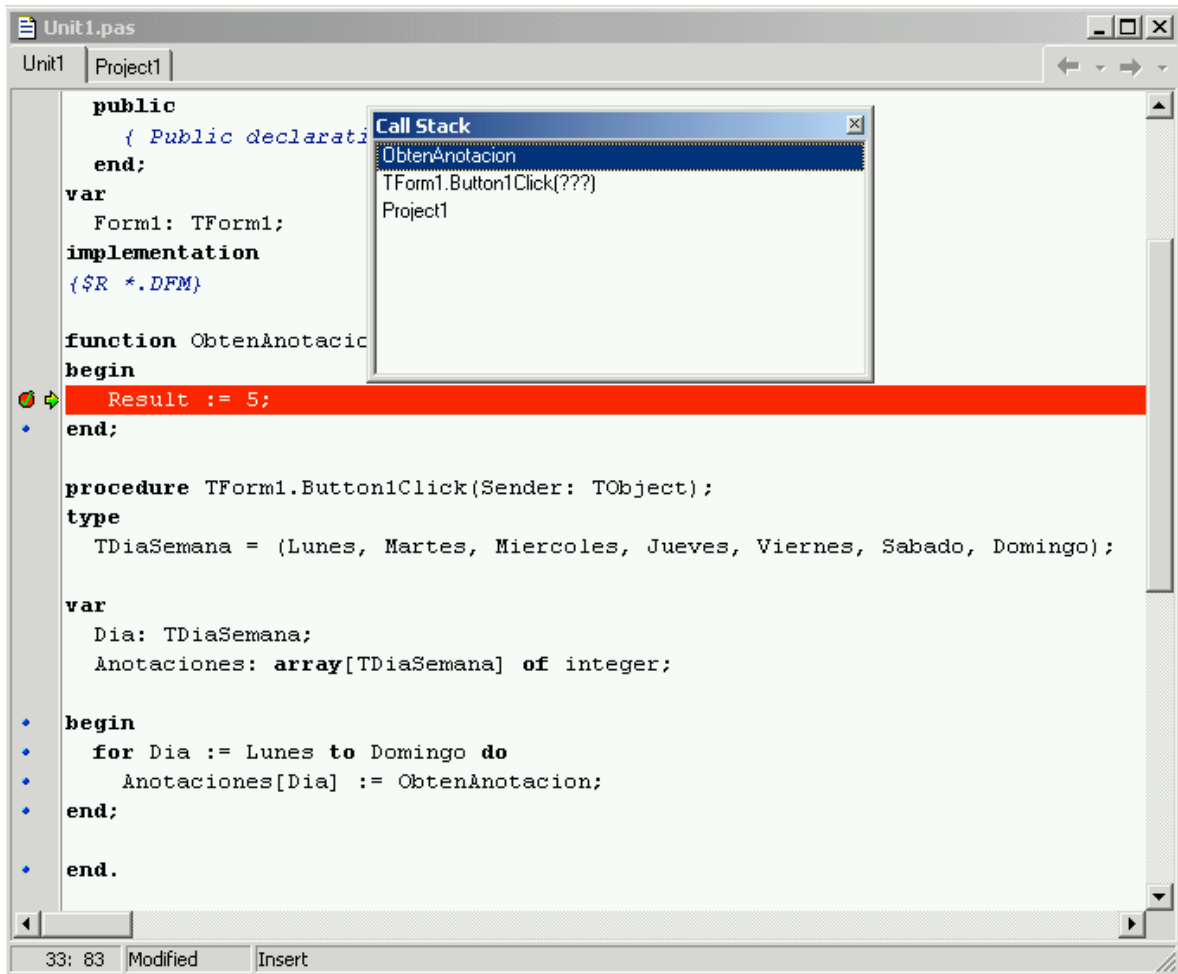 Unit1.pas
Unit1 Project1
public
{ Public declarati
end;
var
Form1: TForm1;
implementation
{$R *.DFM}
function ObtenAnotacio
begin
Result := 5;
end;
Call Stack
ObtenAnotacion
TForm1.Button1Click(???)
Project1
procedure TForm1.Button1Click(Sender: TObject);
type
TDiaSemana = (Lunes, Martes, Miercoles, Jueves, Viernes, Sabado, Domingo);
var
Dia: TDiaSemana;
Anotaciones: array[TDiaSemana] of integer;
begin
for Dia := Lunes to Domingo do
Anotaciones[Dia] := ObtenAnotacion;
end;
end.
33: 83 Modified Insert